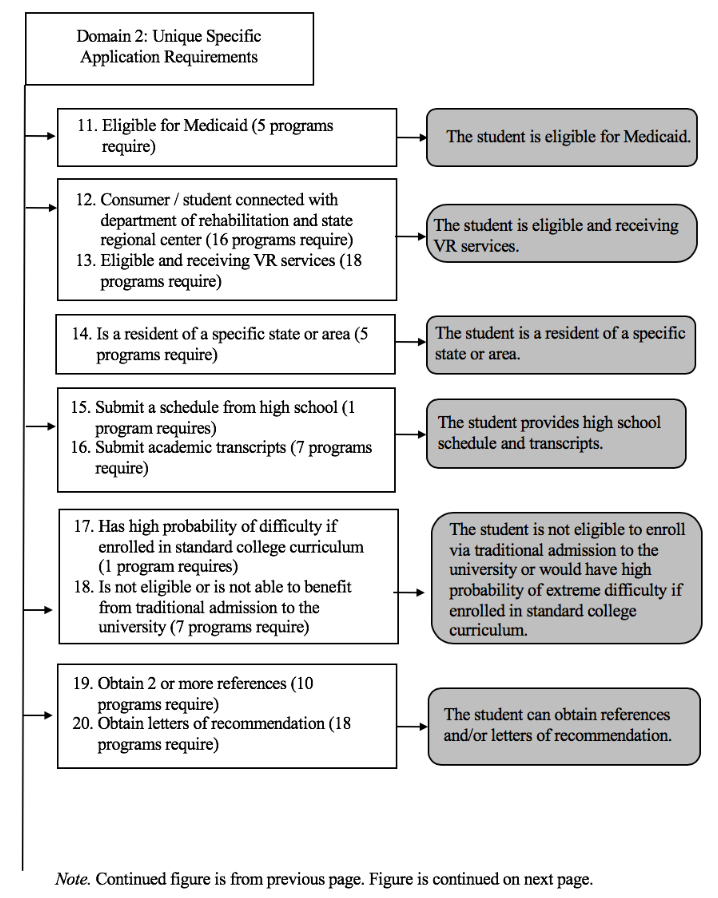 Domain 2: Unique Specific
Application Requirements
11. Eligible for Medicaid (5 programs
require)
The student is eligible for Medicaid.
12. Consumer / student connected with
department of rehabilitation and state
regional center (16 programs require)
13. Eligible and receiving VR services (18
programs require)
The student is eligible and receiving
VR services.
14. Is a resident of a specific state or area (5
programs require)
The student is a resident of a specific
state or area.
15. Submit a schedule from high school (1
program requires)
16. Submit academic transcripts (7 programs
require)
The student provides high school
schedule and transcripts.
17. Has high probability of difficulty if
enrolled in standard college curriculum
(1 program requires)
18. Is not eligible or is not able to benefit
from traditional admission to the
university (7 programs require)
The student is not eligible to enroll
via traditional admission to the
university or would have high
probability of extreme difficulty if
enrolled in standard college
curriculum.
19. Obtain 2 or more references (10
programs require)
20. Obtain letters of recommendation (18
programs require)
The student can obtain references
and/or letters of recommendation.
Note. Continued figure is from previous page. Figure is continued on next page.